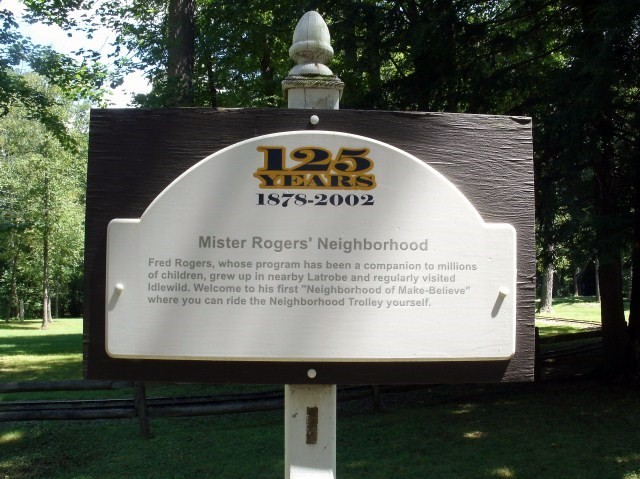 125
YEARS
1878-2002
Mister Rogers' Neighborhood
Fred Rogers, whose program has been a companion to millions
of children, grew up in nearby Latrobe and regularly visited
Idlewild. Welcome to his first "Neighborhood of Make-Believe"
where you can ride the Neighborhood Trolley yourself.